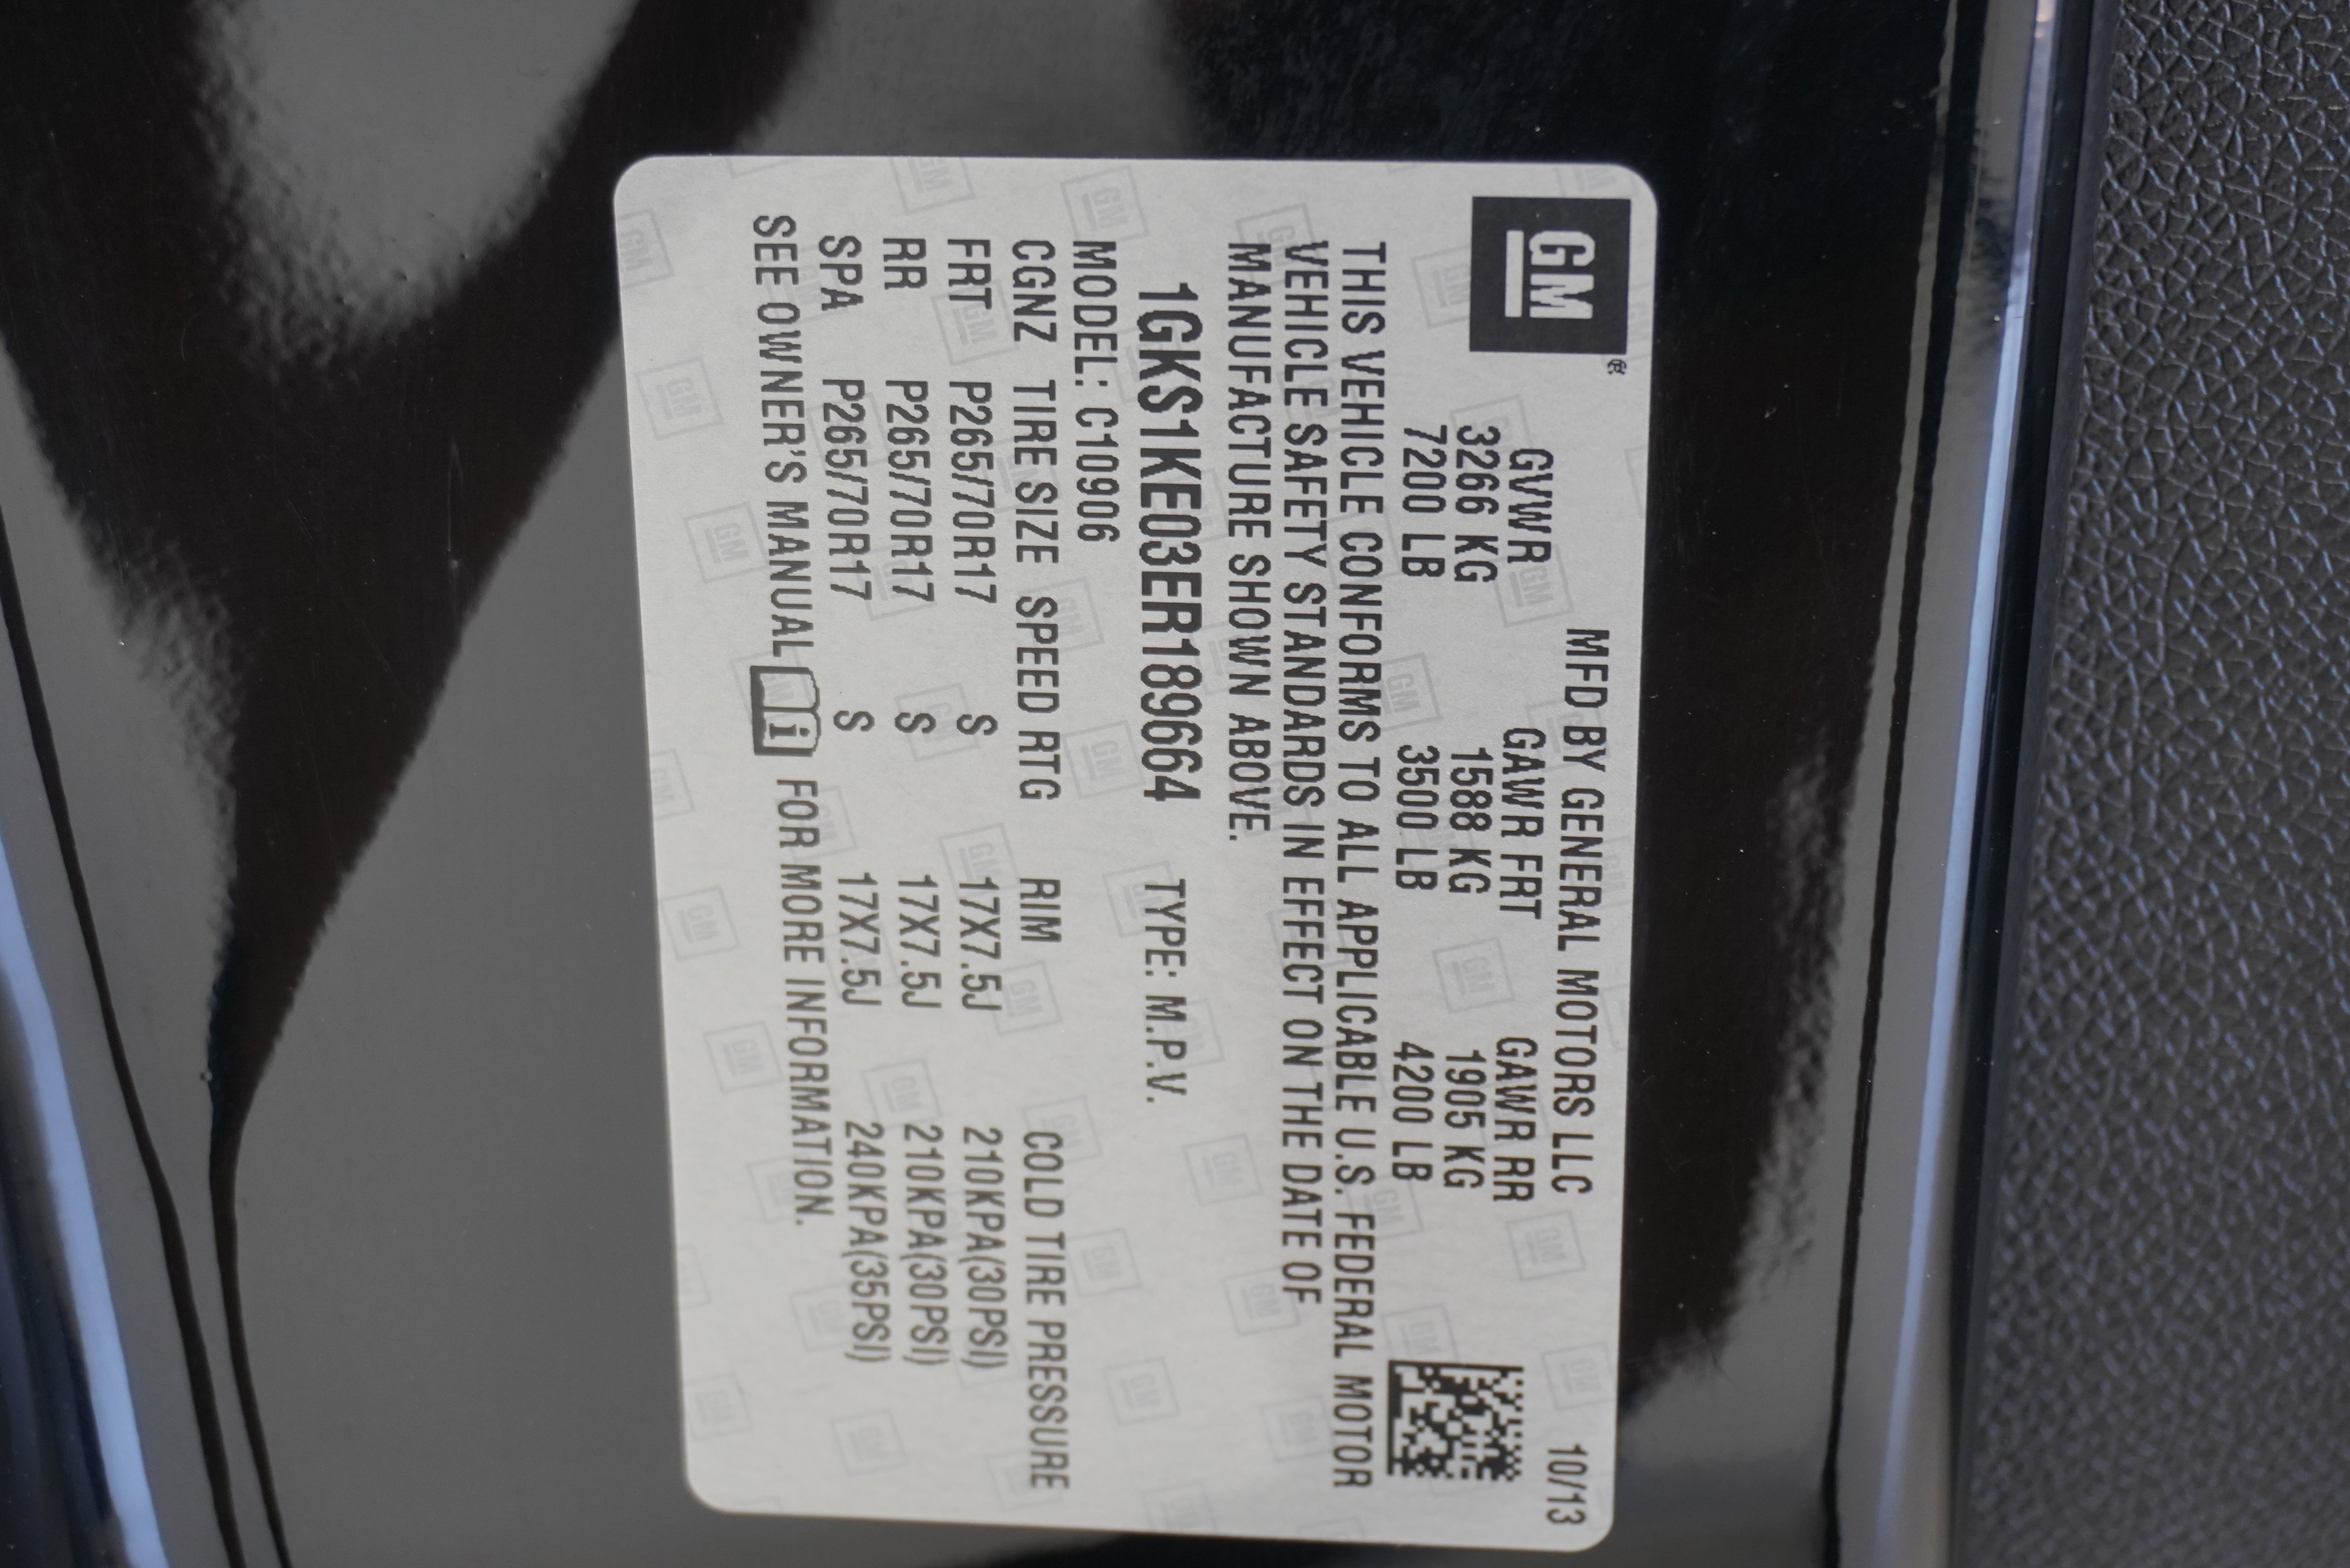 GM®
MFD BY GENERAL MOTORS LLC 10/13
GVWR GAWR FRT GAWR RR
3266 KG 1588 KG 1905 KG
7200 LB 3500 LB 4200 LB
THIS VEHICLE CONFORMS TO ALL APPLICABLE U.S. FEDERAL MOTOR
VEHICLE SAFETY STANDARDS IN EFFECT ON THE DATE OF
MANUFACTURE SHOWN ABOVE.
1GKS1KE03ER189664 TYPE: M.P.V.
MODEL: C10906
CGNZ TIRE SIZE SPEED RTG RIM COLD TIRE PRESSURE
FRT P265/70R17 S 17X7.5J 210KPA(30PSI)
RR P265/70R17 S 17X7.5J 210KPA(30PSI)
SPA P265/70R17 S 17X7.5J 240KPA(35PSI)
SEE OWNER'S MANUAL i FOR MORE INFORMATION.